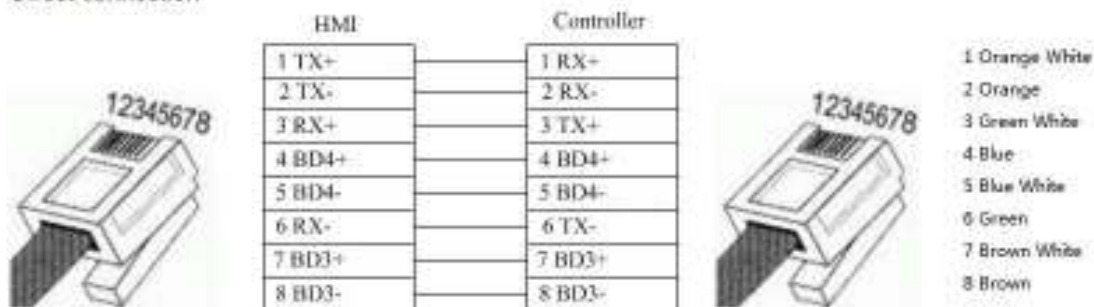 HMI Controller
1 TX+ 1 RX+ 1 Orange White
2 TX- 2 RX- 2 Orange
12345678 3 RX+ 3 TX+ 12345678 3 Green White
4 BD4+ 4 BD4+ 4 Blue
5 BD4- 5 BD4- 5 Blue White
6 RX- 6 TX- 6 Green
7 BD3+ 7 BD3+ 7 Brown White
8 BD3- 8 BD3- 8 Brown